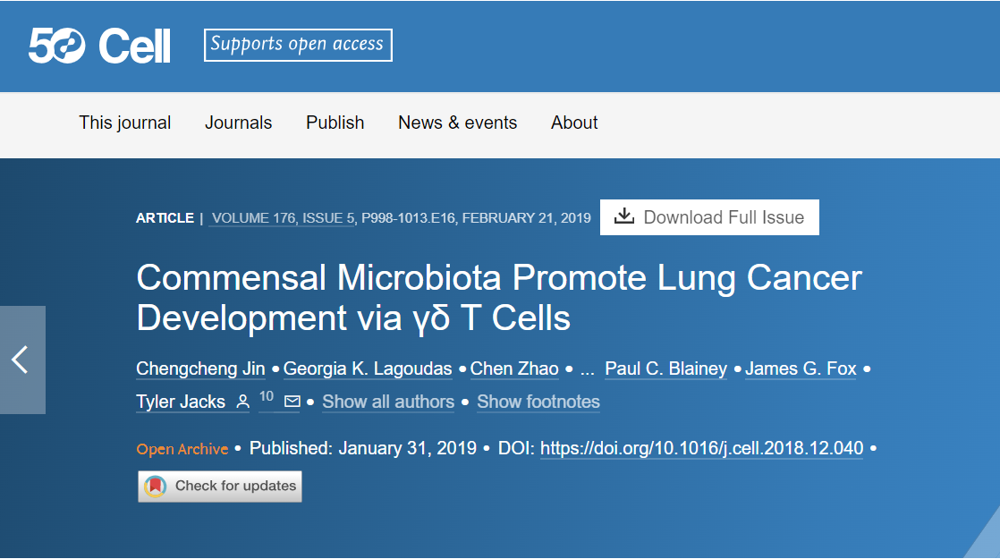 50 Cell Supports open access
This journal Journals Publish News & events About
ARTICLE | VOLUME 176, ISSUE 5, P998-1013.E16, FEBRUARY 21, 2019 Download Full Issue
Commensal Microbiota Promote Lung Cancer
Development via γδ T Cells
Chengcheng Jin • Georgia K. Lagoudas • Chen Zhao • ... Paul C. Blainey • James G. Fox •
Tyler Jacks 10 • Show all authors • Show footnotes
Open Archive • Published: January 31, 2019 • DOI: https://doi.org/10.1016/j.cell.2018.12.040 •
Check for updates